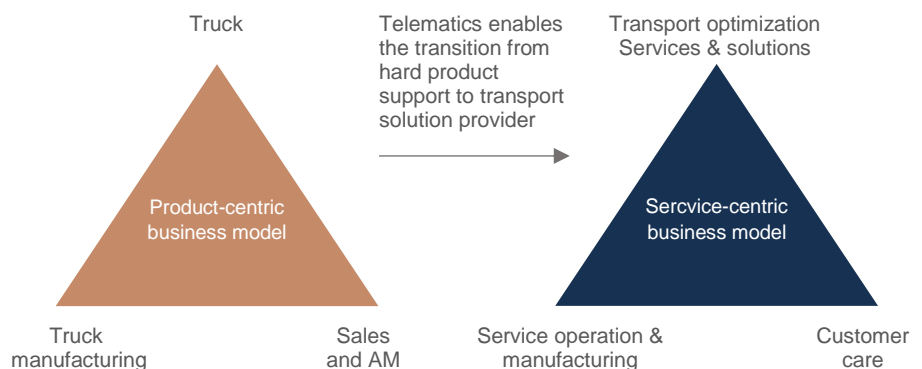 Truck
Telematics enables
the transition from
hard product
support to transport
solution provider
Transport optimization
Services & solutions
Product-centric
business model
Sercvice-centric
business model
Truck
manufacturing
Sales
and AM
Service operation &
manufacturing
Customer
care